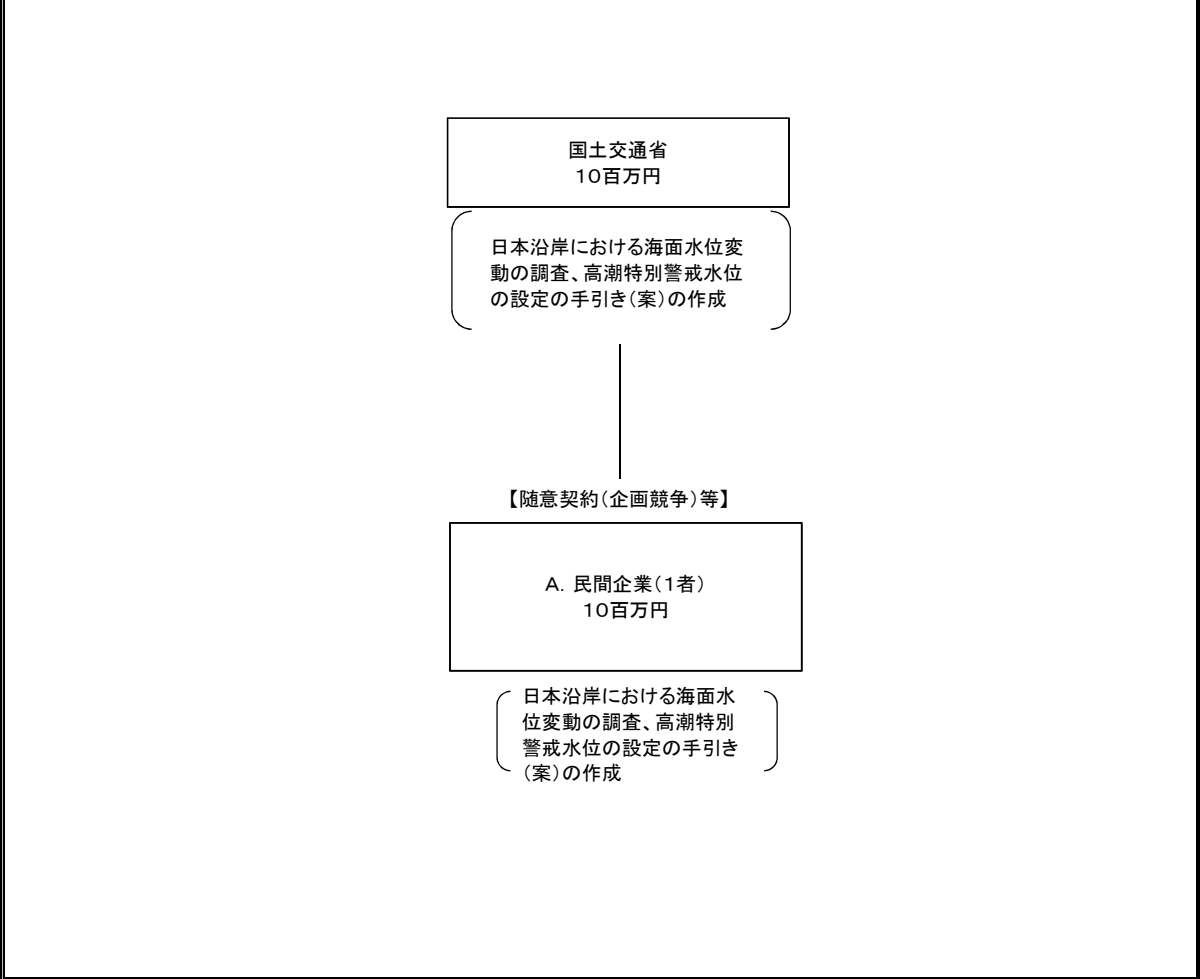 国土交通省
１０百万円
日本沿岸における海面水位変
動の調査、高潮特別警戒水位
の設定の手引き（案）の作成
【随意契約（企画競争）等】
Ａ．民間企業（１者）
１０百万円
日本沿岸における海面水
位変動の調査、高潮特別
警戒水位の設定の手引き
（案）の作成